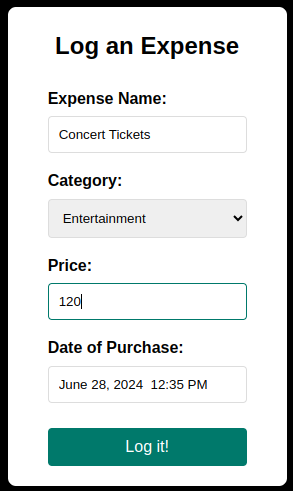 Log an Expense
Expense Name:
Concert Tickets
Category:
Entertainment
Price:
120
Date of Purchase:
June 28, 2024  12:35 PM
Log it!